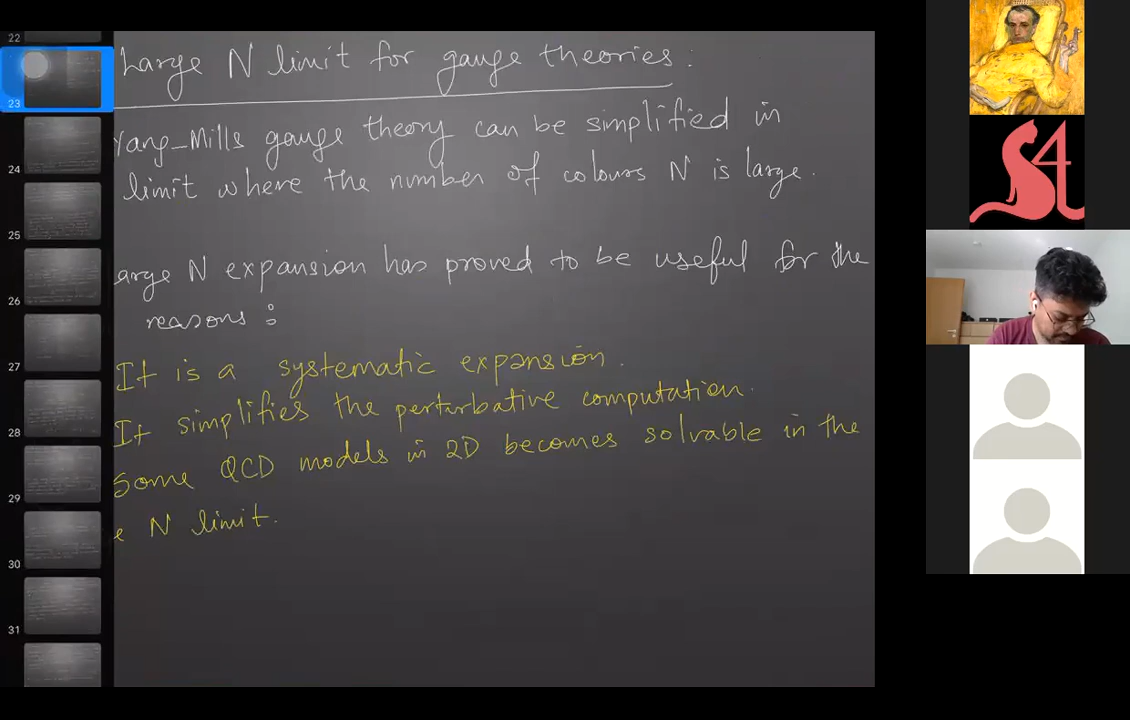 22
23
24
25
26
27
28
29
30
31
Large N limit for gauge theories:
Yang-Mills gauge theory can be simplified in
limit where the number of colours N is large.
arge N expansion has proved to be useful for the
reasons:
It is a systematic expansion.
It simplifies the perturbative computation.
Some QCD models in 2D becomes solvable in the
e N limit.